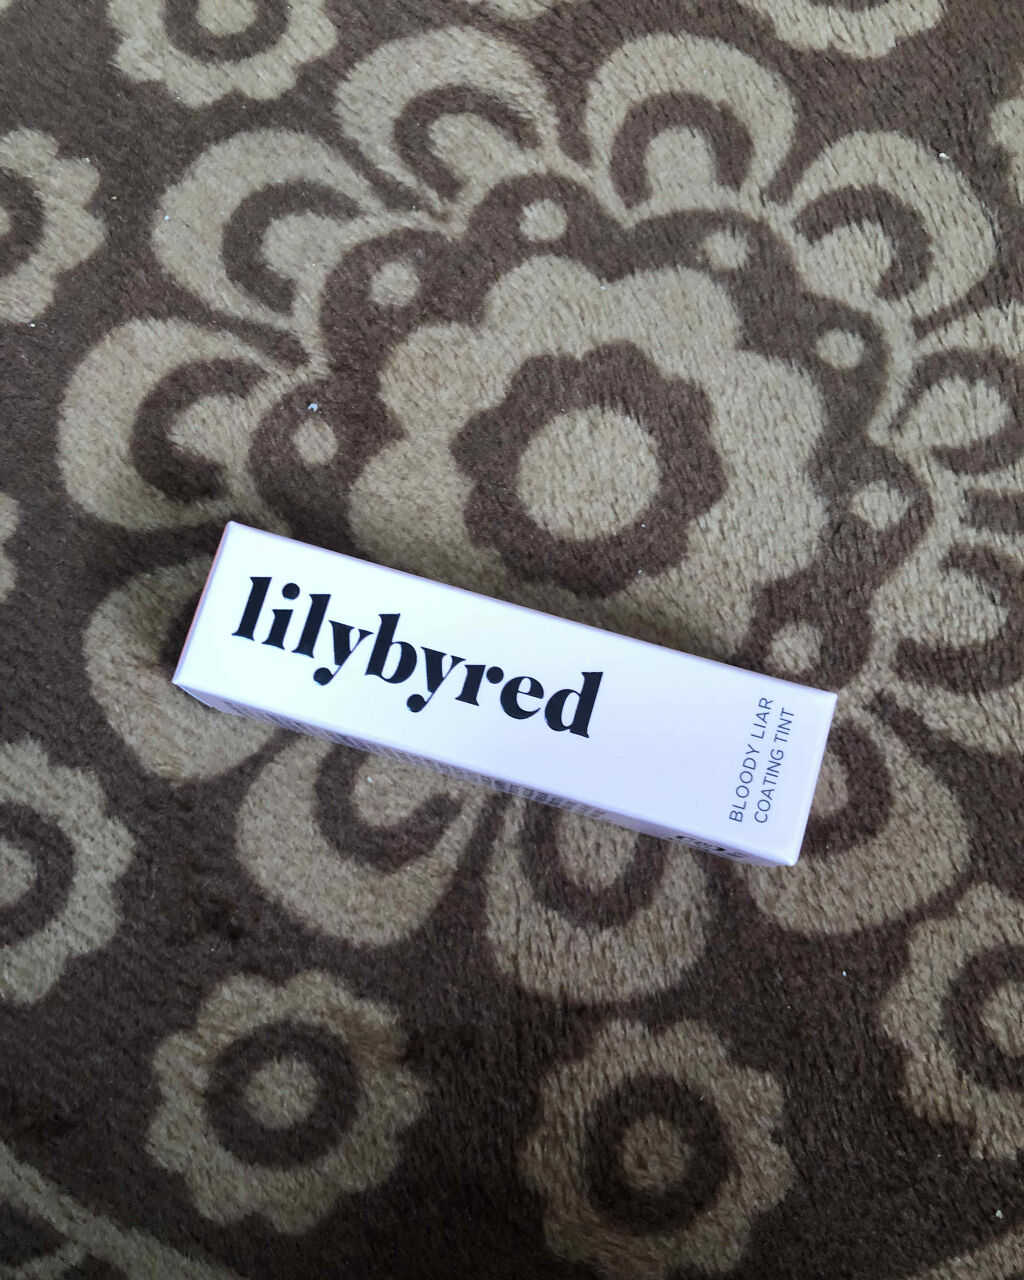 lilybyred
BLOODY LIAR
COATING TINT